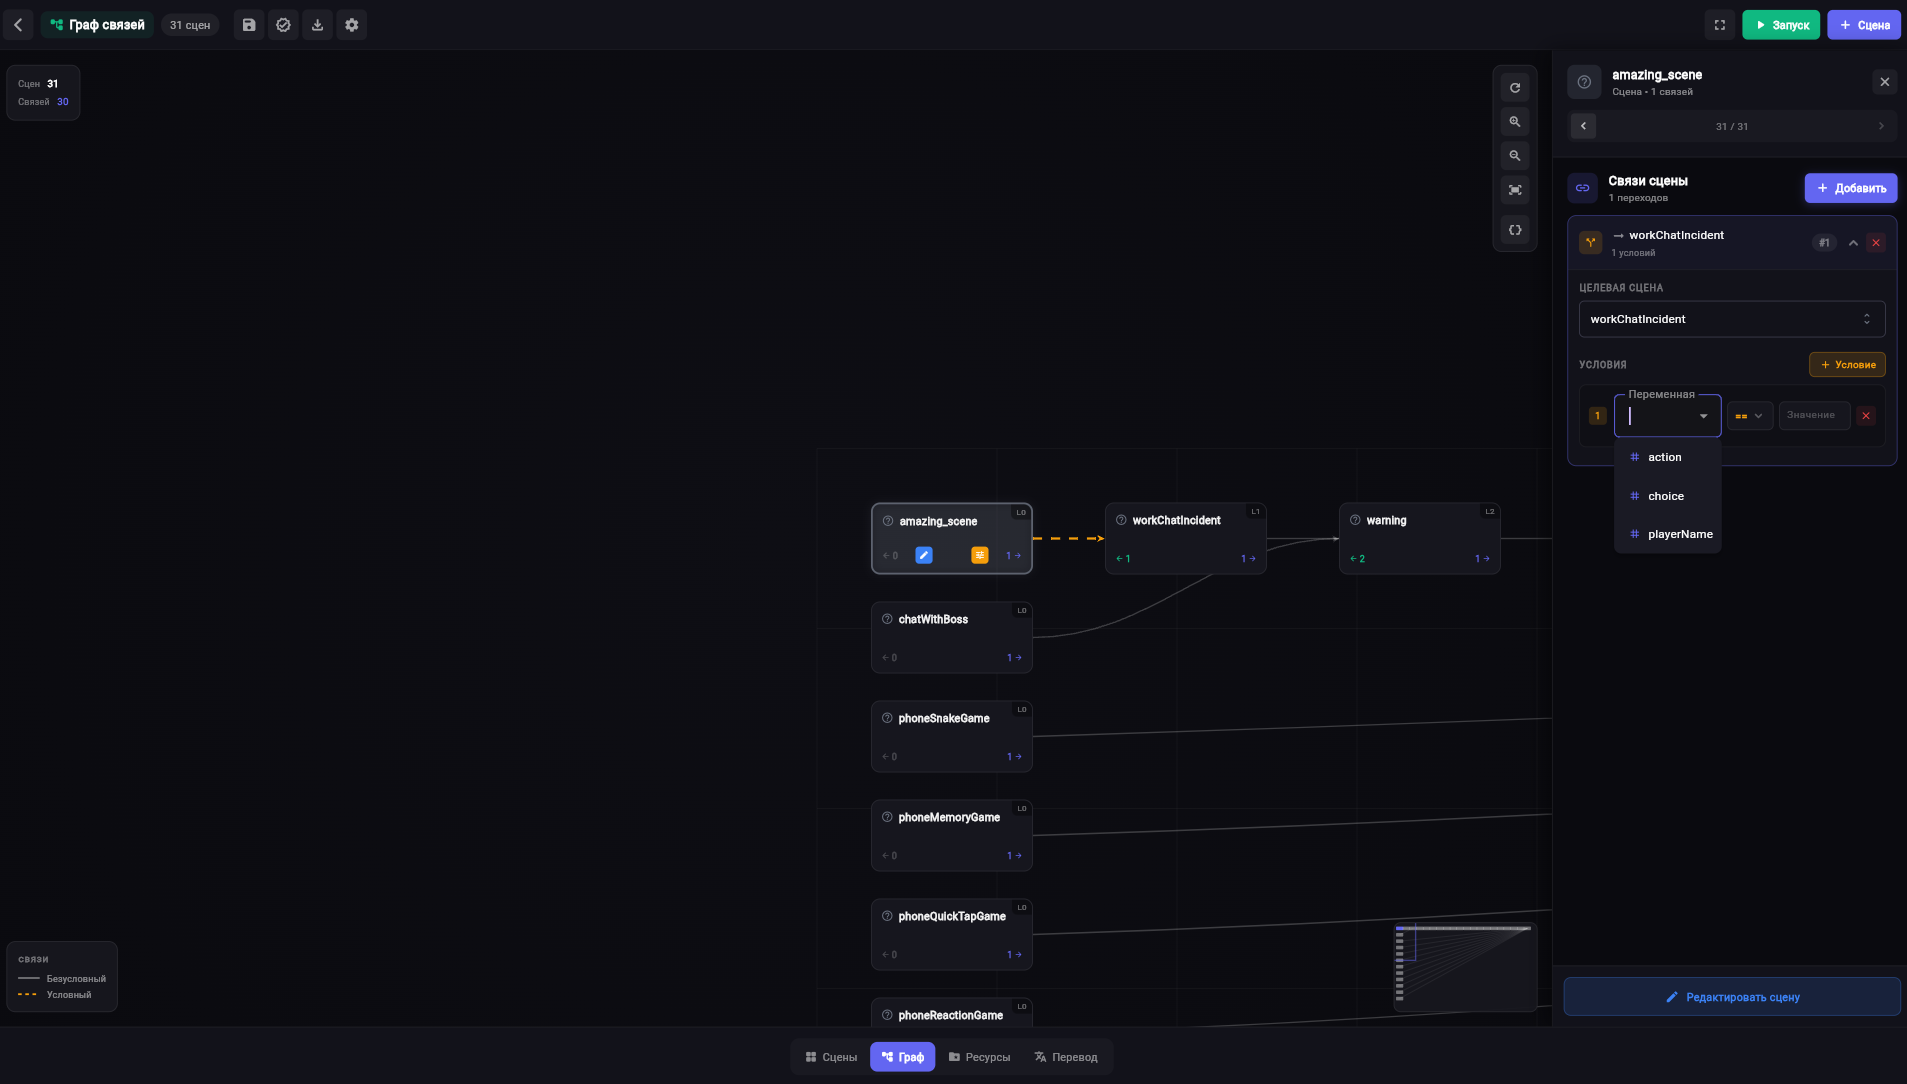 Граф связей
31 сцен
Запуск
+ Сцена
Сцен 31
Связей 30
amazing_scene
Сцена • 1 связей
31 / 31
Связи сцены
1 переходов
+ Добавить
→ workChatIncident
1 условий
#1
ЦЕЛЕВАЯ СЦЕНА
workChatIncident
УСЛОВИЯ
+ Условие
1
Переменная
==
Значение
# action
# choice
# playerName
amazing_scene
L0
← 0
1 →
workChatIncident
L1
← 1
1 →
warning
L2
← 2
1 →
chatWithBoss
L0
← 0
1 →
phoneSnakeGame
L0
← 0
1 →
phoneMemoryGame
L0
← 0
1 →
phoneQuickTapGame
L0
← 0
1 →
phoneReactionGame
L0
СВЯЗИ
Безусловный
Условный
Редактировать сцену
Сцены
Граф
Ресурсы
Перевод